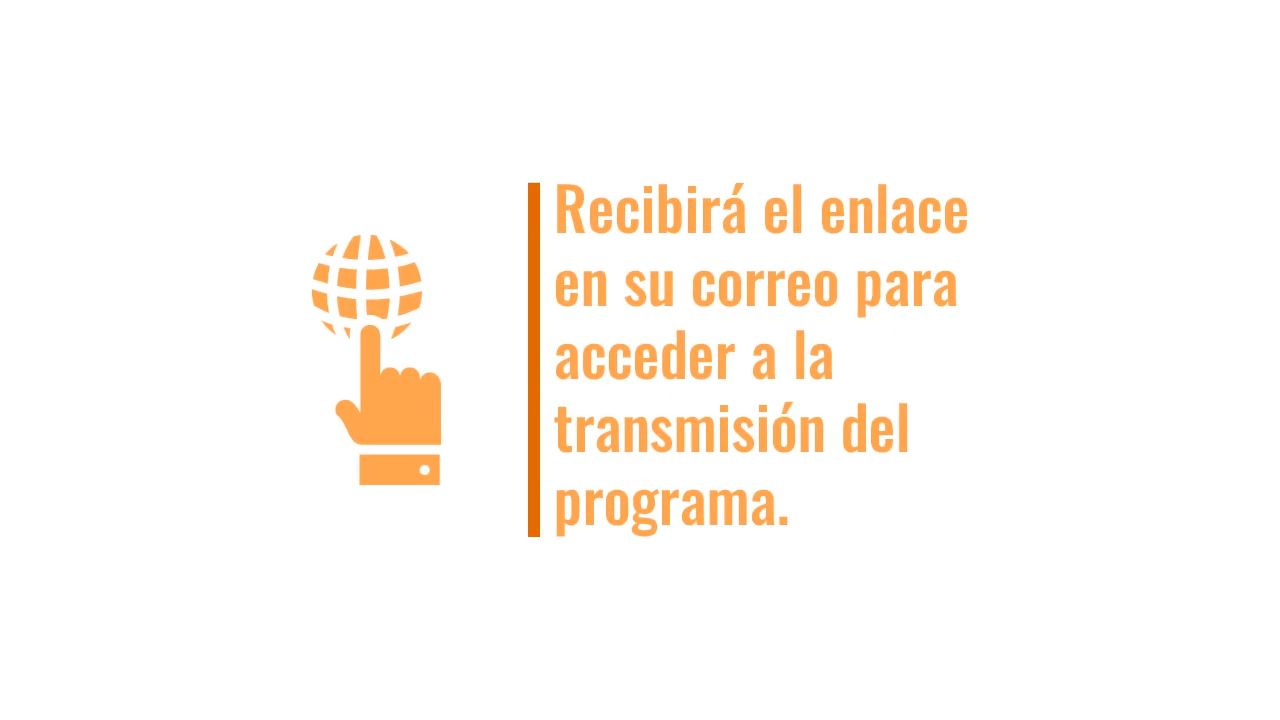 Recibirá el enlace
en su correo para
acceder a la
transmisión del
programa.